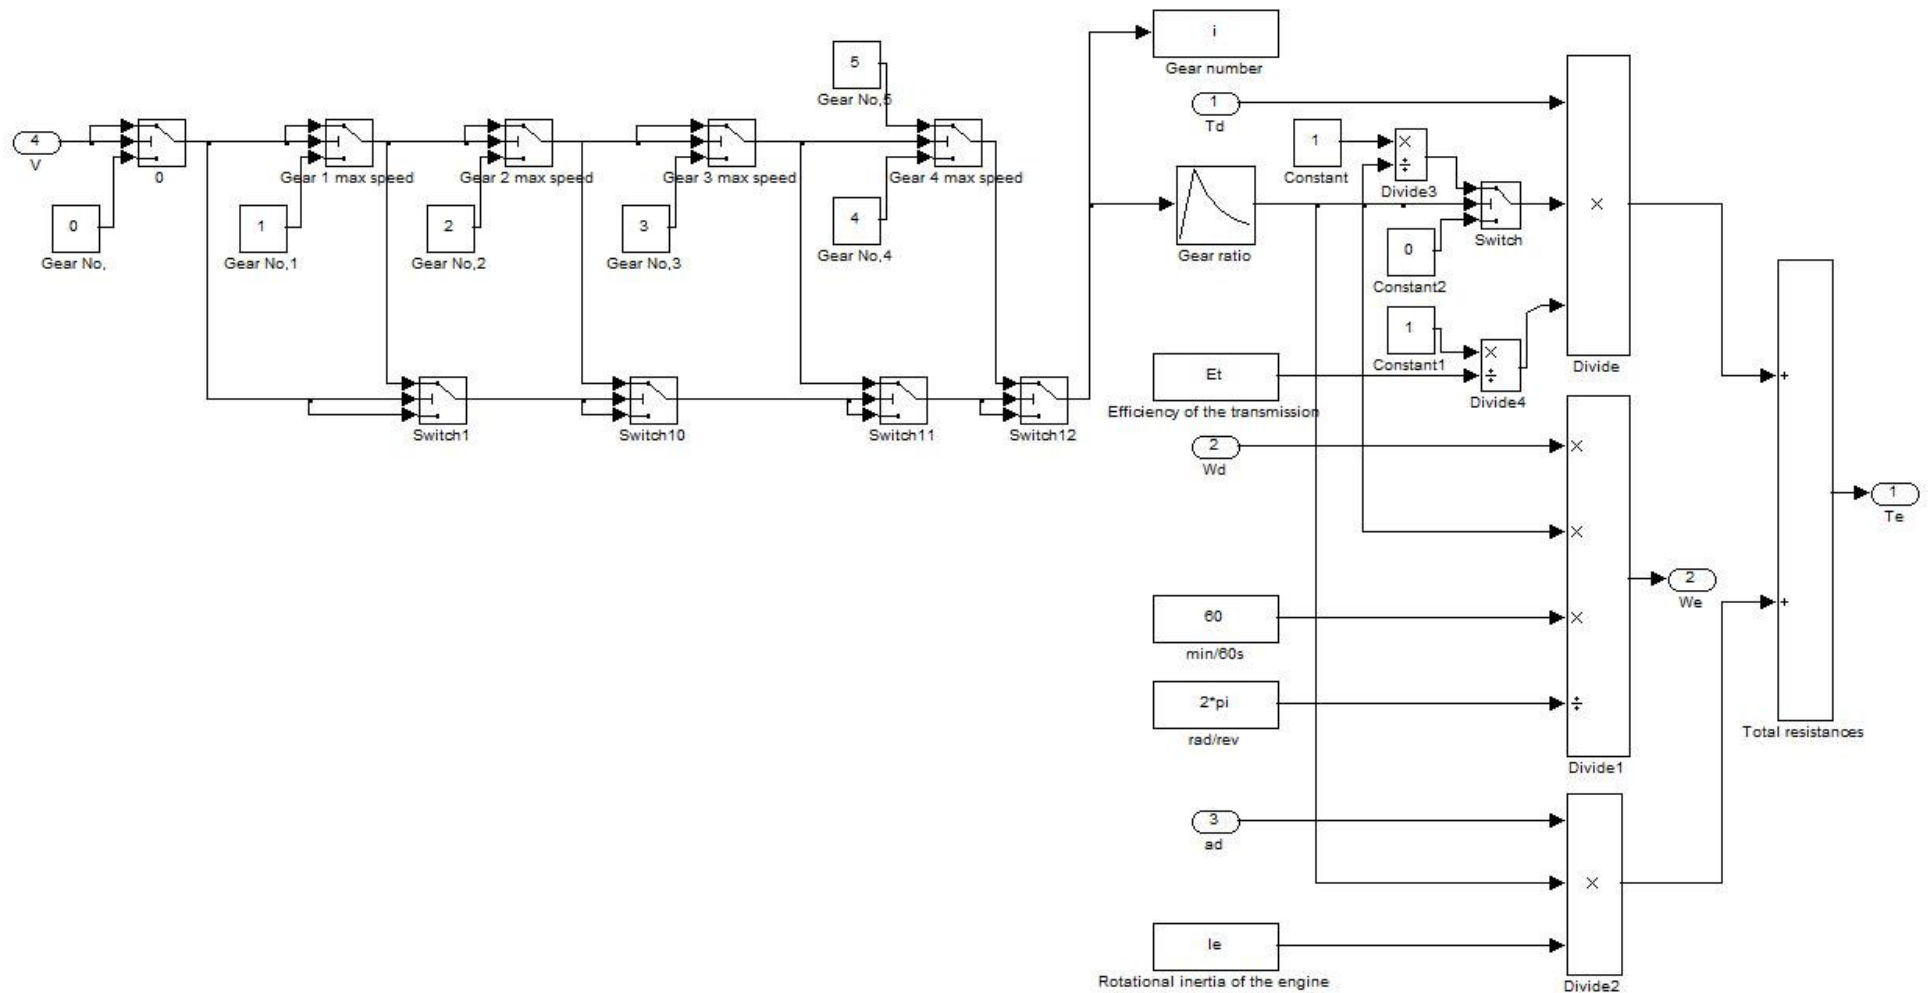 i
Gear number
5
Gear No,5
1
Td
4
V
0
Gear 1 max speed
Gear 2 max speed
Gear 3 max speed
Gear 4 max speed
1
Constant
×
÷
Divide3
0
Gear No,
1
Gear No,1
2
Gear No,2
3
Gear No,3
4
Gear No,4
Gear ratio
Switch
×
Divide
0
Constant2
1
Constant1
×
÷
Divide4
Et
Efficiency of the transmission
Switch1
Switch10
Switch11
Switch12
2
Wd
×
×
×
÷
Divide1
60
min/60s
2*pi
rad/rev
2
We
+
+
Total resistances
1
Te
3
ad
×
Divide2
Ie
Rotational inertia of the engine